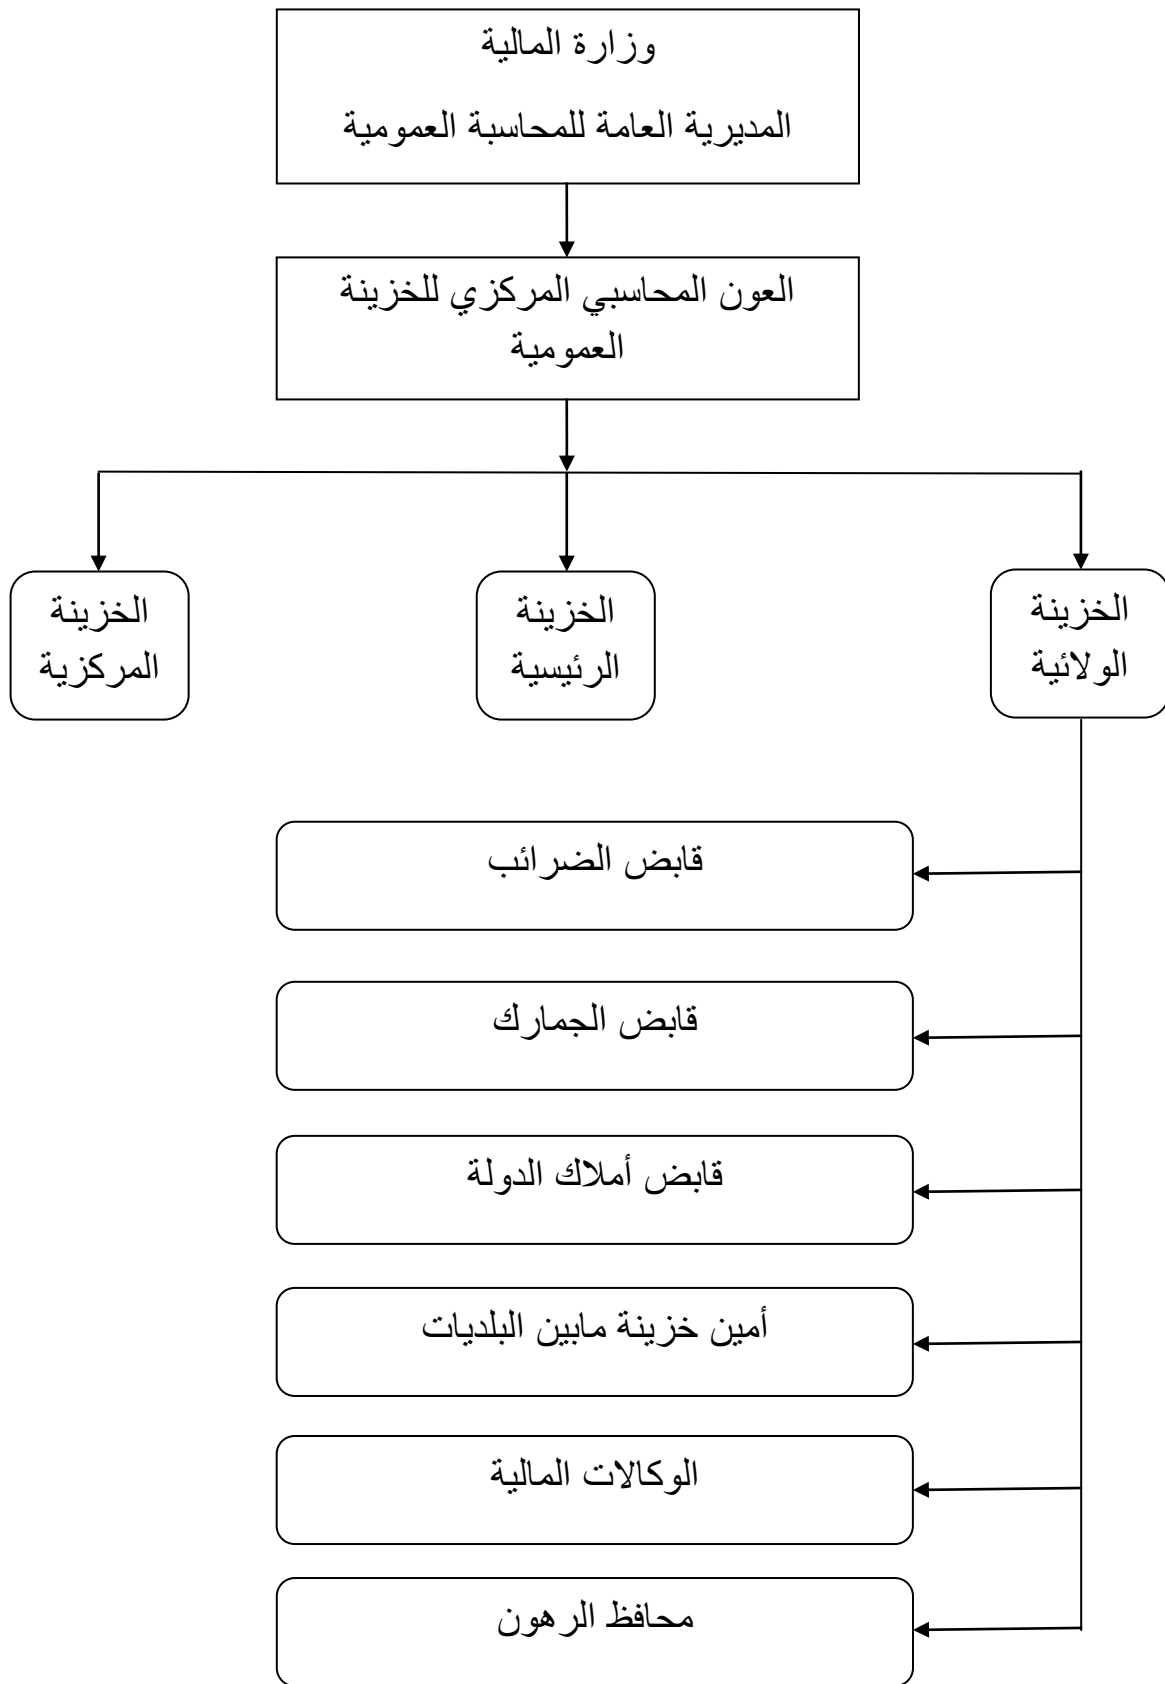 وزارة المالية
المديرية العامة للمحاسبة العمومية
العون المحاسبي المركزي للخزينة
العمومية
الخزينة
الولائية
الخزينة
الرئيسية
الخزينة
المركزية
قابض الضرائب
قابض الجمارك
قابض أملاك الدولة
أمين خزينة مابين البلديات
الوكالات المالية
محافظ الرهون